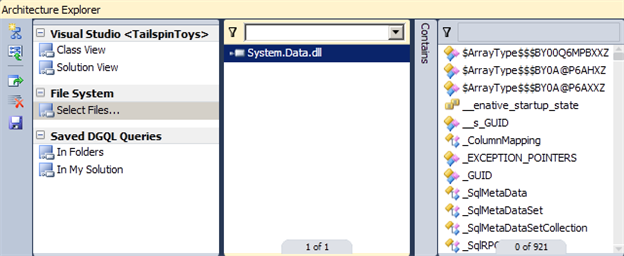 Architecture Explorer
Visual Studio <TailspinToys>
Class View
Solution View
File System
Select Files...
Saved DGQL Queries
In Folders
In My Solution
System.Data.dll
1 of 1
Contains
$ArrayType$$$BY00Q6MPBXXZ
$ArrayType$$$BY0A@P6AHXZ
$ArrayType$$$BY0A@P6AXXZ
__enative_startup_state
__s_GUID
_ColumnMapping
_EXCEPTION_POINTERS
_GUID
_SqlMetaData
_SqlMetaDataSet
_SqlMetaDataSetCollection
_SqlRPC
0 of 921